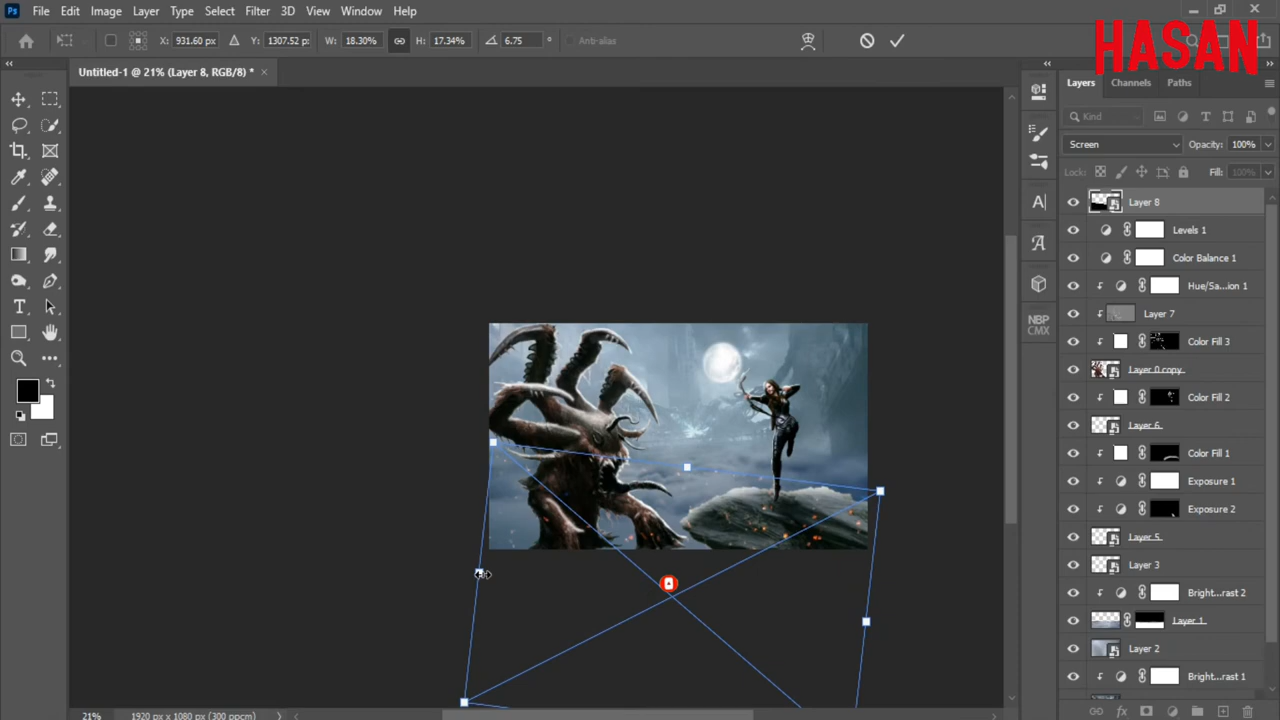 Ps File Edit Image Layer Type Select Filter 3D View Window Help
X: 931.60 px Y: 1307.52 p: W: 18.30% H: 17.34% 6.75 ° Anti-alias
HASAN
Untitled-1 @ 21% (Layer 8, RGB/8) * ×
Layers Channels Paths
Kind
Screen Opacity: 100%
Lock: Fill: 100%
Layer 8
Levels 1
Color Balance 1
Hue/Sa...ion 1
Layer 7
Color Fill 3
Layer 0 copy
Color Fill 2
Layer 6
Color Fill 1
Exposure 1
Exposure 2
Layer 5
Layer 3
Bright...rast 2
Layer 1
Layer 2
Bright...rast 1
NBP
CMX
21% 1920 px x 1080 px (300 ppcm)